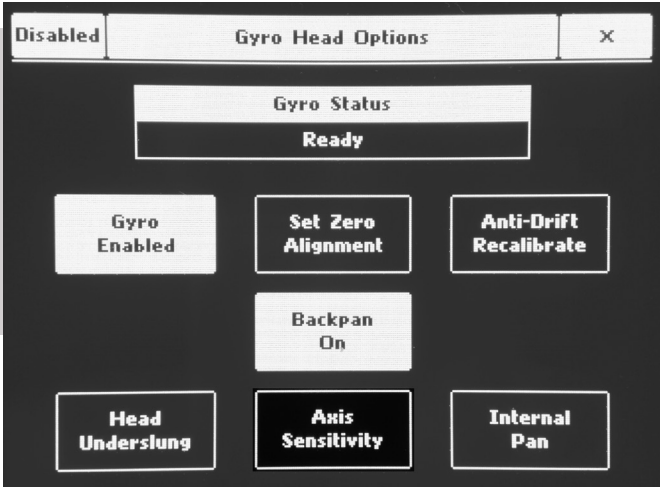 Disabled
Gyro Head Options
×
Gyro Status
Ready
Gyro
Enabled
Set Zero
Alignment
Anti-Drift
Recalibrate
Backpan
On
Head
Underslung
Axis
Sensitivity
Internal
Pan